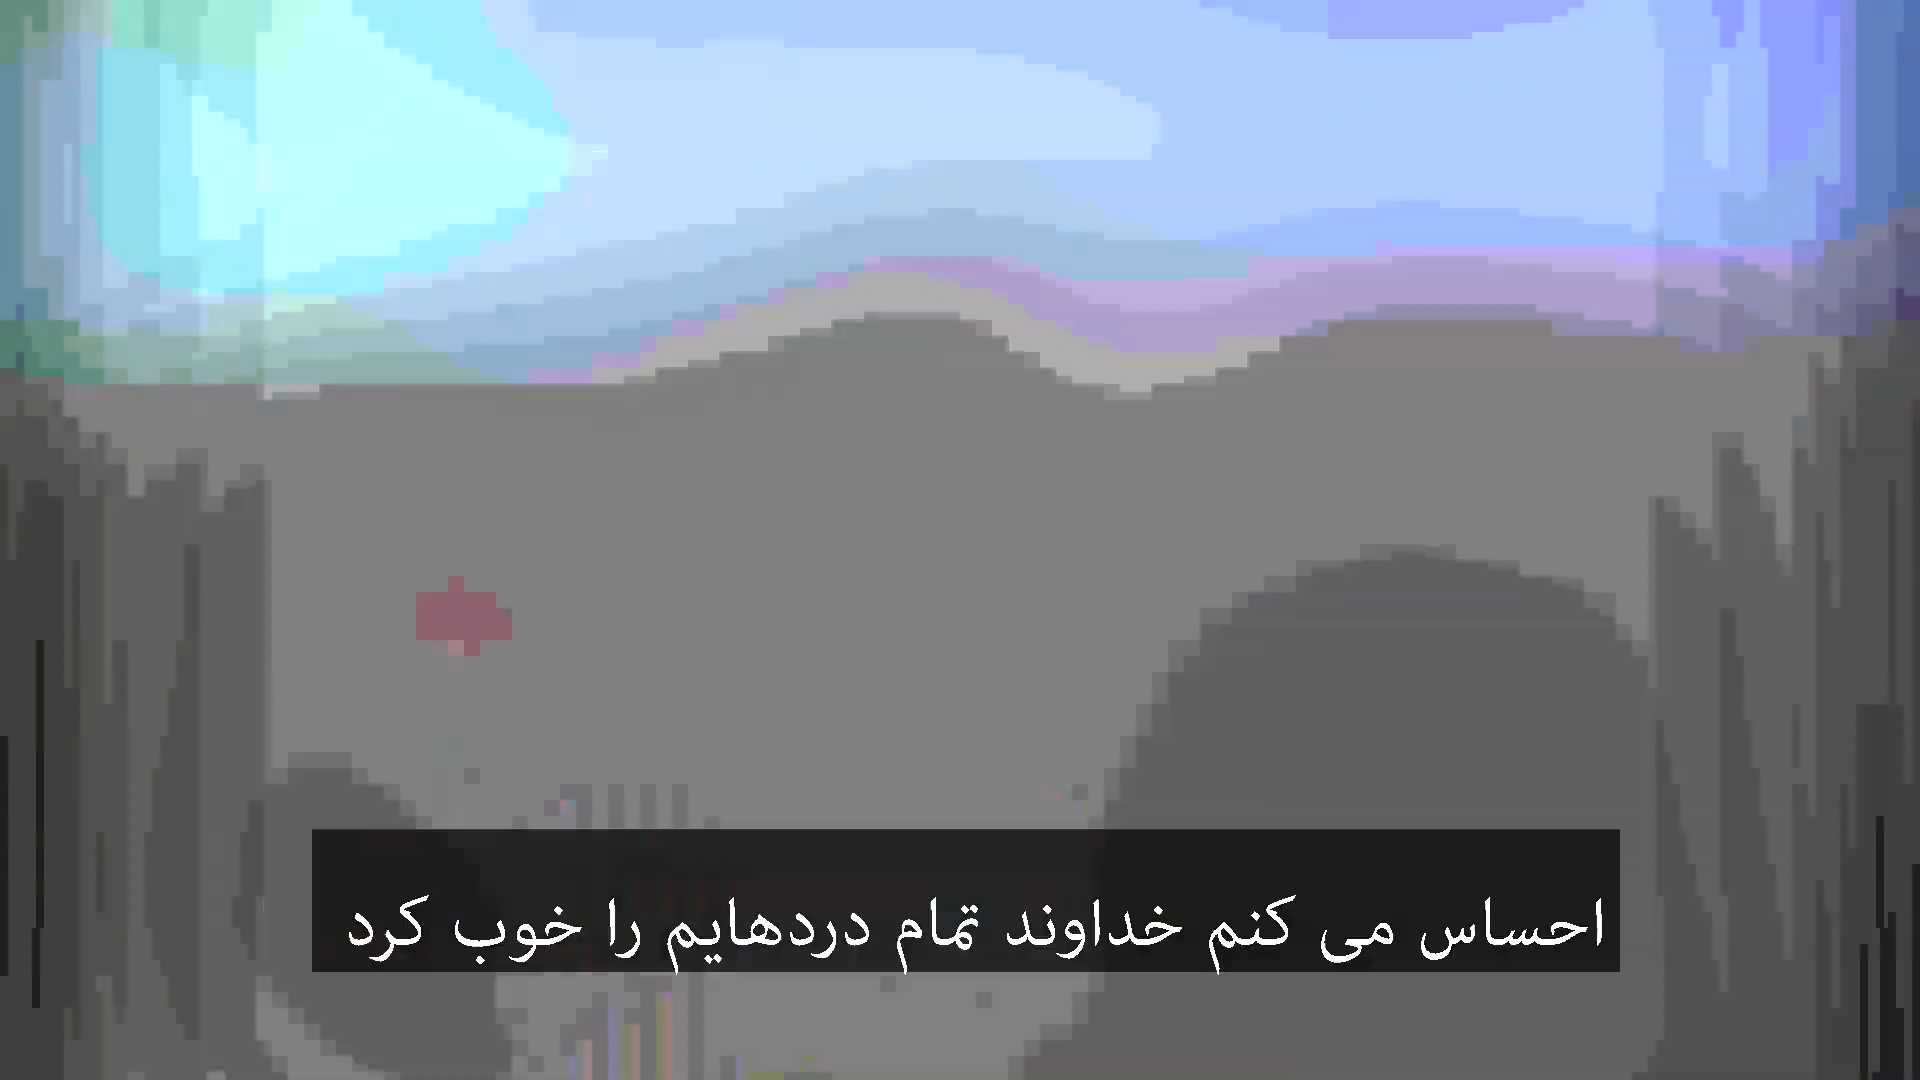 احساس می کنم خداوند تمام دردهایم را خوب کرد